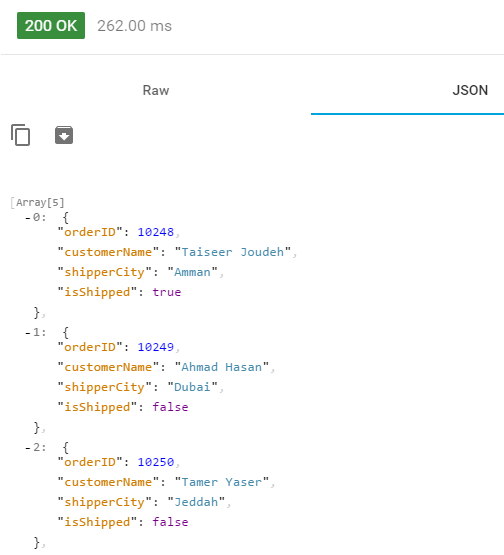 200 OK 262.00 ms
Raw JSON
[Array[5]
-0: {
"orderID": 10248,
"customerName": "Taiseer Joudeh",
"shipperCity": "Amman",
"isShipped": true
},
-1: {
"orderID": 10249,
"customerName": "Ahmad Hasan",
"shipperCity": "Dubai",
"isShipped": false
},
-2: {
"orderID": 10250,
"customerName": "Tamer Yaser",
"shipperCity": "Jeddah",
"isShipped": false
},